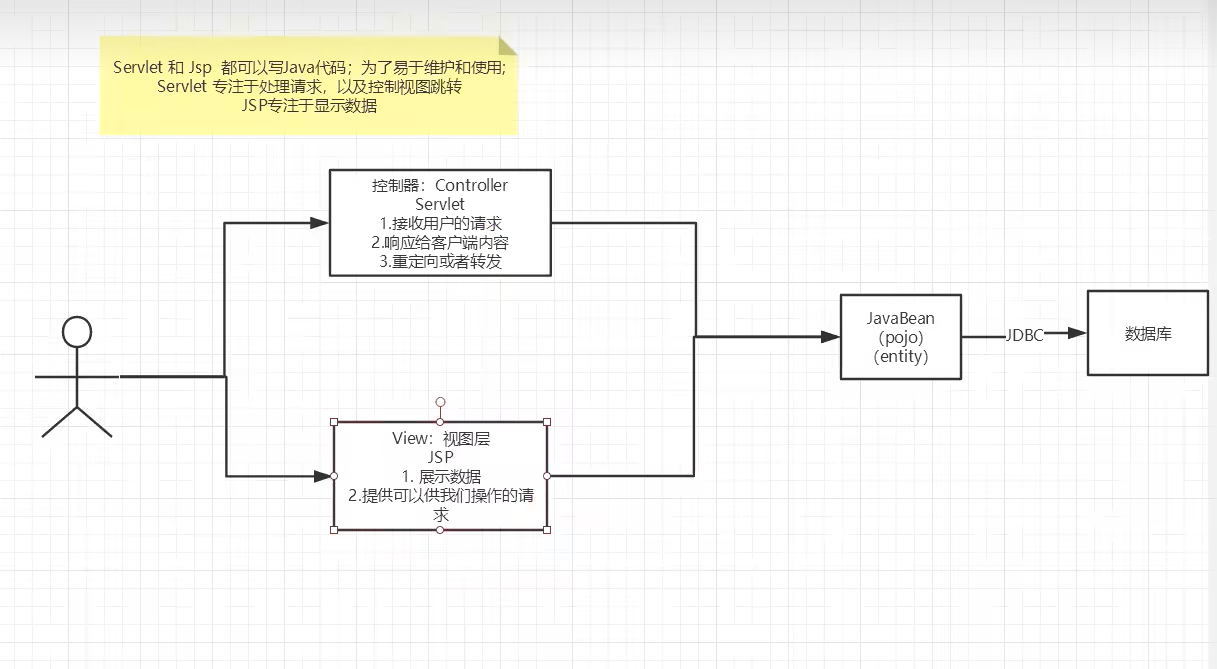 Servlet 和 Jsp 都可以写Java代码；为了易于维护和使用;
Servlet 专注于处理请求，以及控制视图跳转
JSP专注于显示数据
控制器：Controller
Servlet
1.接收用户的请求
2.响应给客户端内容
3.重定向或者转发
JavaBean
(pojo)
(entity)
JDBC
数据库
View：视图层
JSP
1. 展示数据
2.提供可以供我们操作的请
求